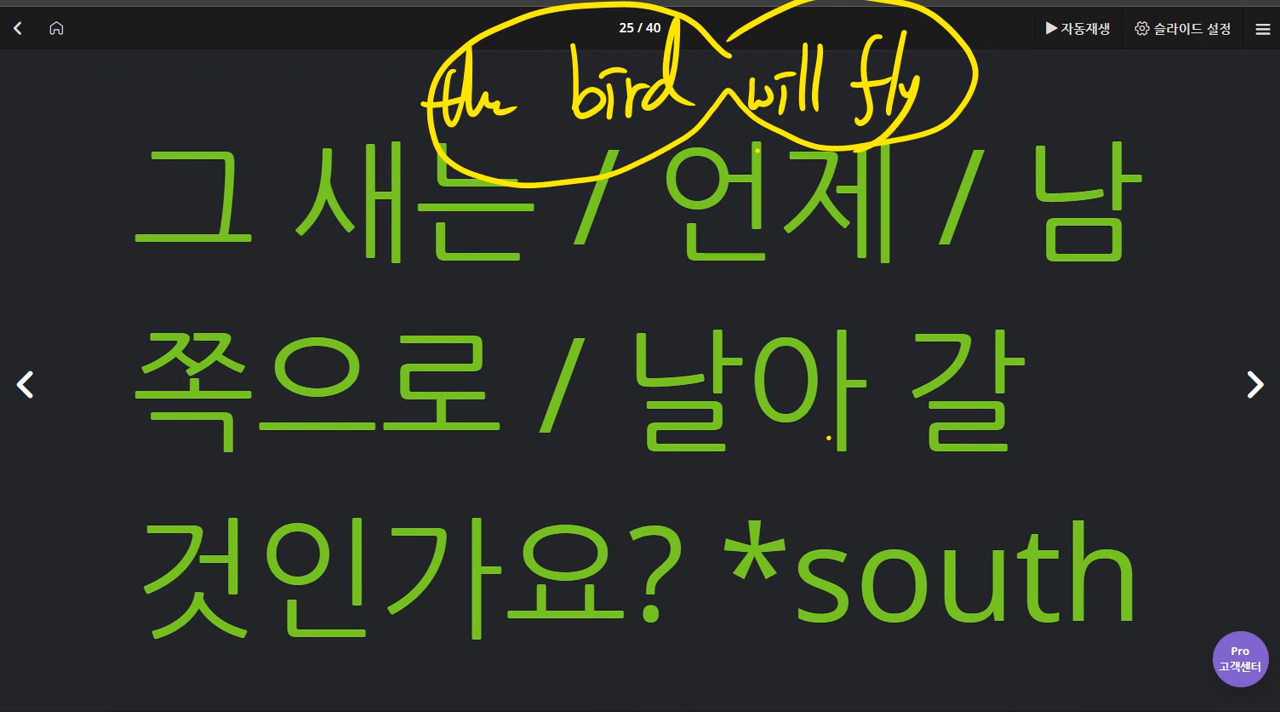 25 / 40
▶ 자동재생
슬라이드 설정
the bird will fly
그 새는 / 언제 / 남
쪽으로 / 날아 갈
것인가요? *south
Pro
고객센터